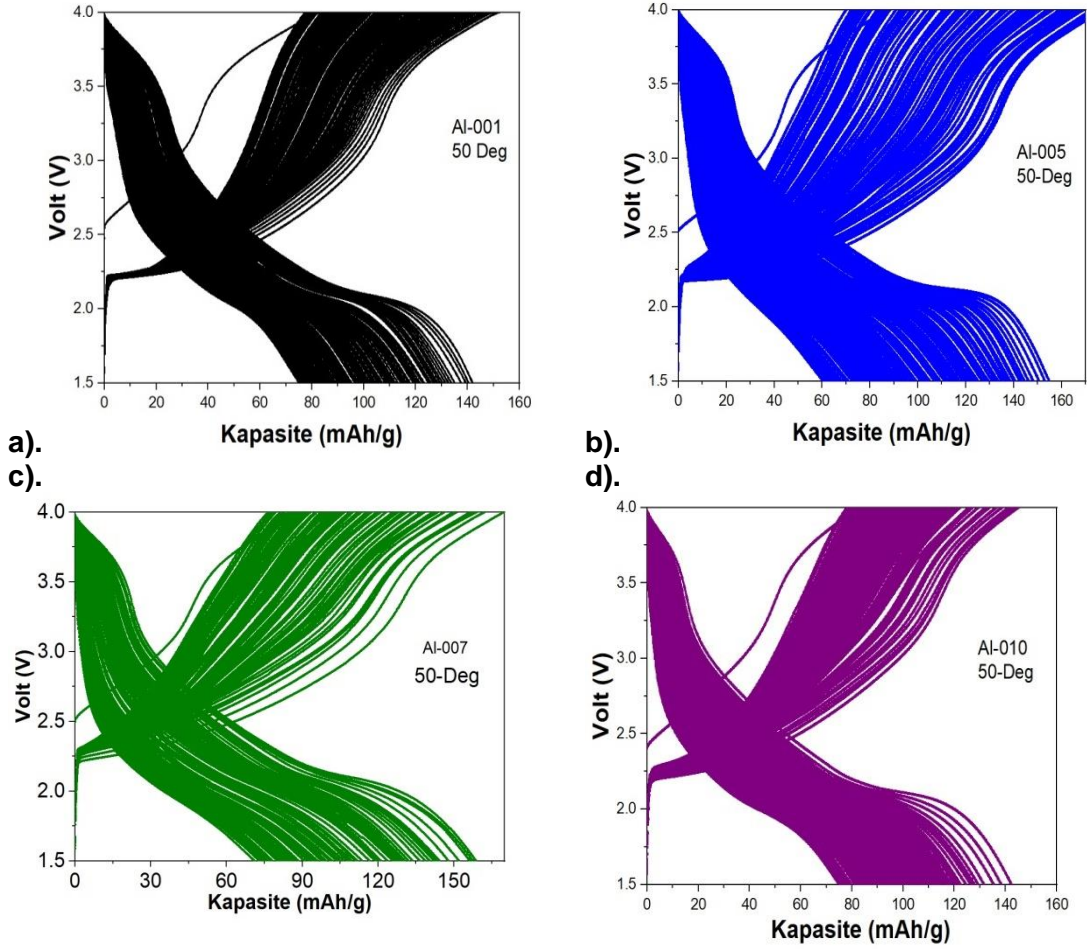 4.0
3.5
3.0
2.5
2.0
1.5
Volt (V)
Al-001
50 Deg
0 20 40 60 80 100 120 140 160
Kapasite (mAh/g)
a).
4.0
3.5
3.0
2.5
2.0
1.5
Volt (V)
Al-005
50-Deg
0 20 40 60 80 100 120 140 160
Kapasite (mAh/g)
b).
c).
4.0
3.5
3.0
2.5
2.0
1.5
Volt (V)
Al-007
50-Deg
0 30 60 90 120 150
Kapasite (mAh/g)
d).
4.0
3.5
3.0
2.5
2.0
1.5
Volt (V)
Al-010
50-Deg
0 20 40 60 80 100 120 140 160
Kapasite (mAh/g)